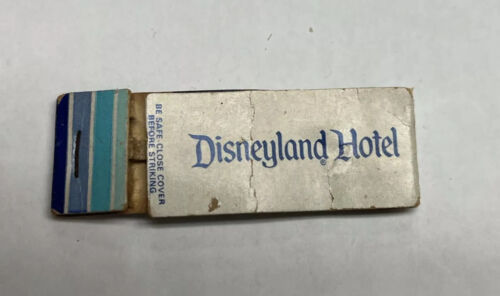 BE SAFE-CLOSE COVER
BEFORE STRIKING
Disneyland Hotel